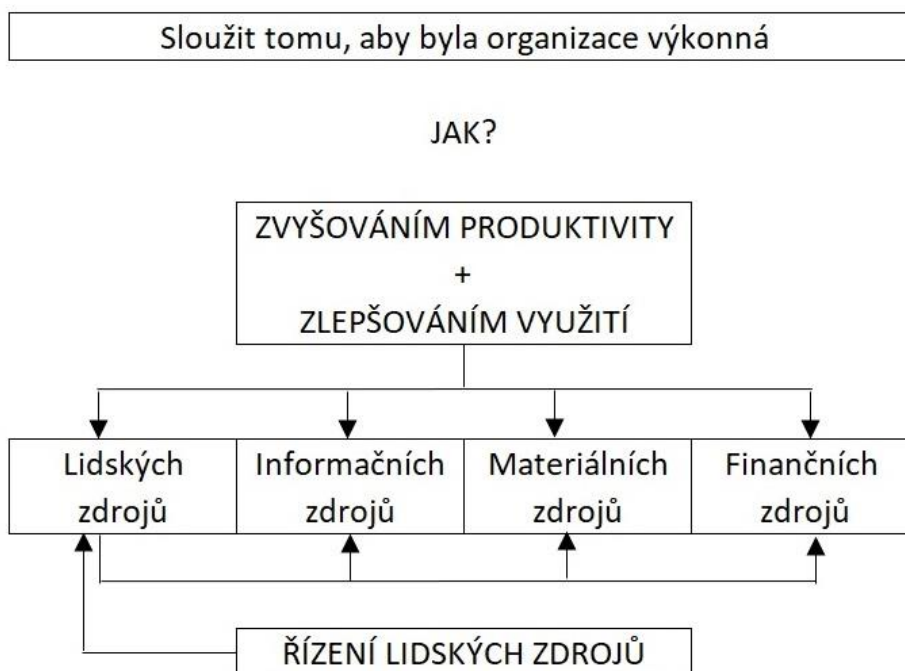 Sloužit tomu, aby byla organizace výkonná
JAK?
ZVYŠOVÁNÍM PRODUKTIVITY
+
ZLEPŠOVÁNÍM VYUŽITÍ
Lidských zdrojů
Informačních zdrojů
Materiálních zdrojů
Finančních zdrojů
ŘÍZENÍ LIDSKÝCH ZDROJŮ